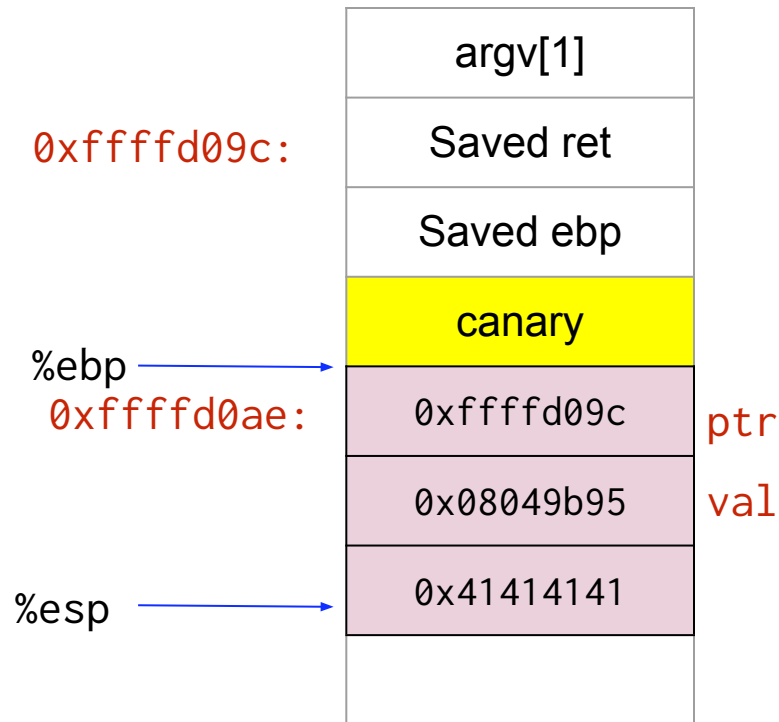 argv[1]
0xffffd09c: Saved ret
Saved ebp
canary
%ebp
0xffffd0ae: 0xffffd09c ptr
0x08049b95 val
%esp 0x41414141